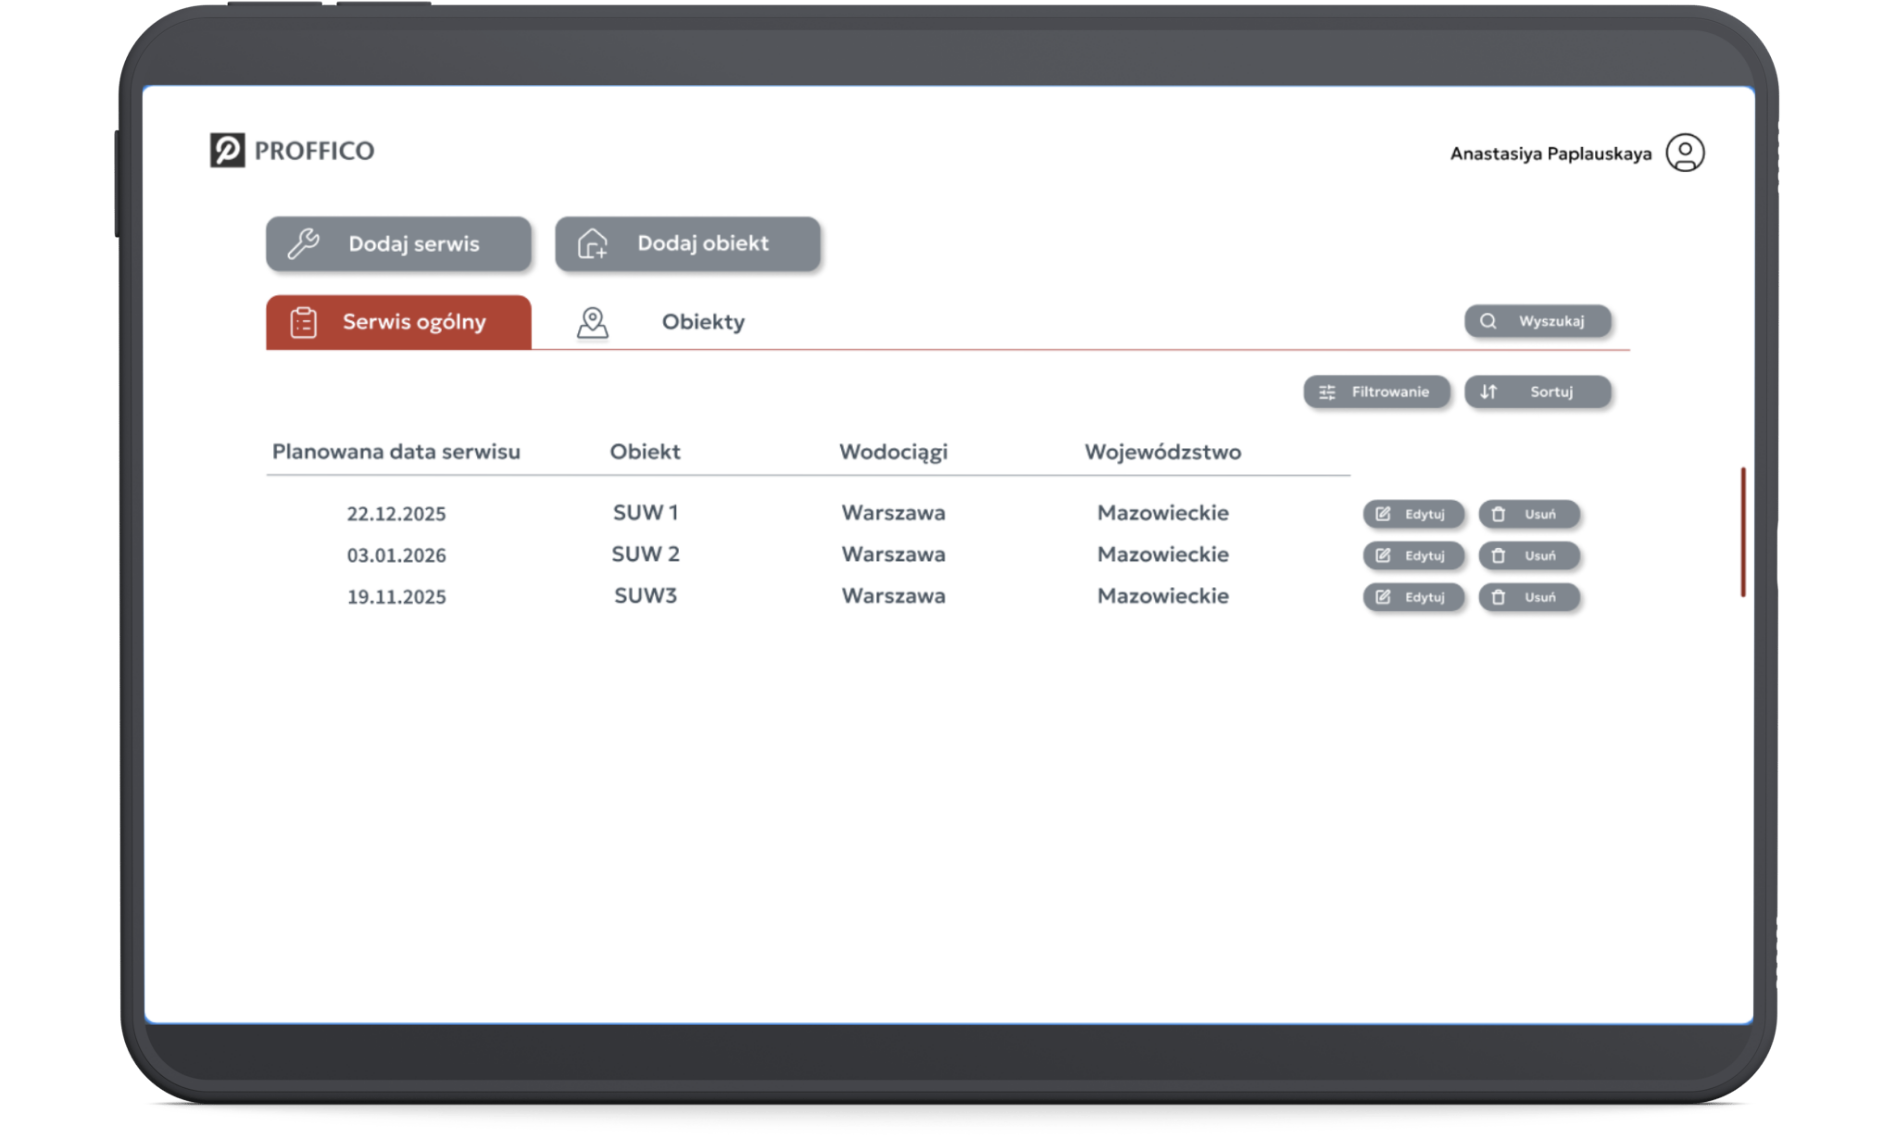 PROFFICO
Anastasiya Paplauskaya
Dodaj serwis
Dodaj obiekt
Serwis ogólny
Obiekty
Wyszukaj
Filtrowanie
Sortuj
Planowana data serwisu Obiekt Wodociągi Województwo
22.12.2025 SUW 1 Warszawa Mazowieckie Edytuj Usuń
03.01.2026 SUW 2 Warszawa Mazowieckie Edytuj Usuń
19.11.2025 SUW3 Warszawa Mazowieckie Edytuj Usuń